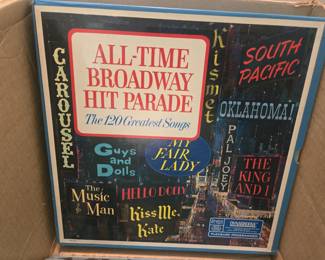 ALL-TIME
BROADWAY
HIT PARADE
The 120 Greatest Songs
CAROUSEL
Kismet
SOUTH
PACIFIC
OKLAHOMA!
PAL JOEY
MY
FAIR
LADY
Guys
and
Dolls
THE
KING
AND I
The
Music
Man
HELLO DOLLY
Kiss Me,
Kate